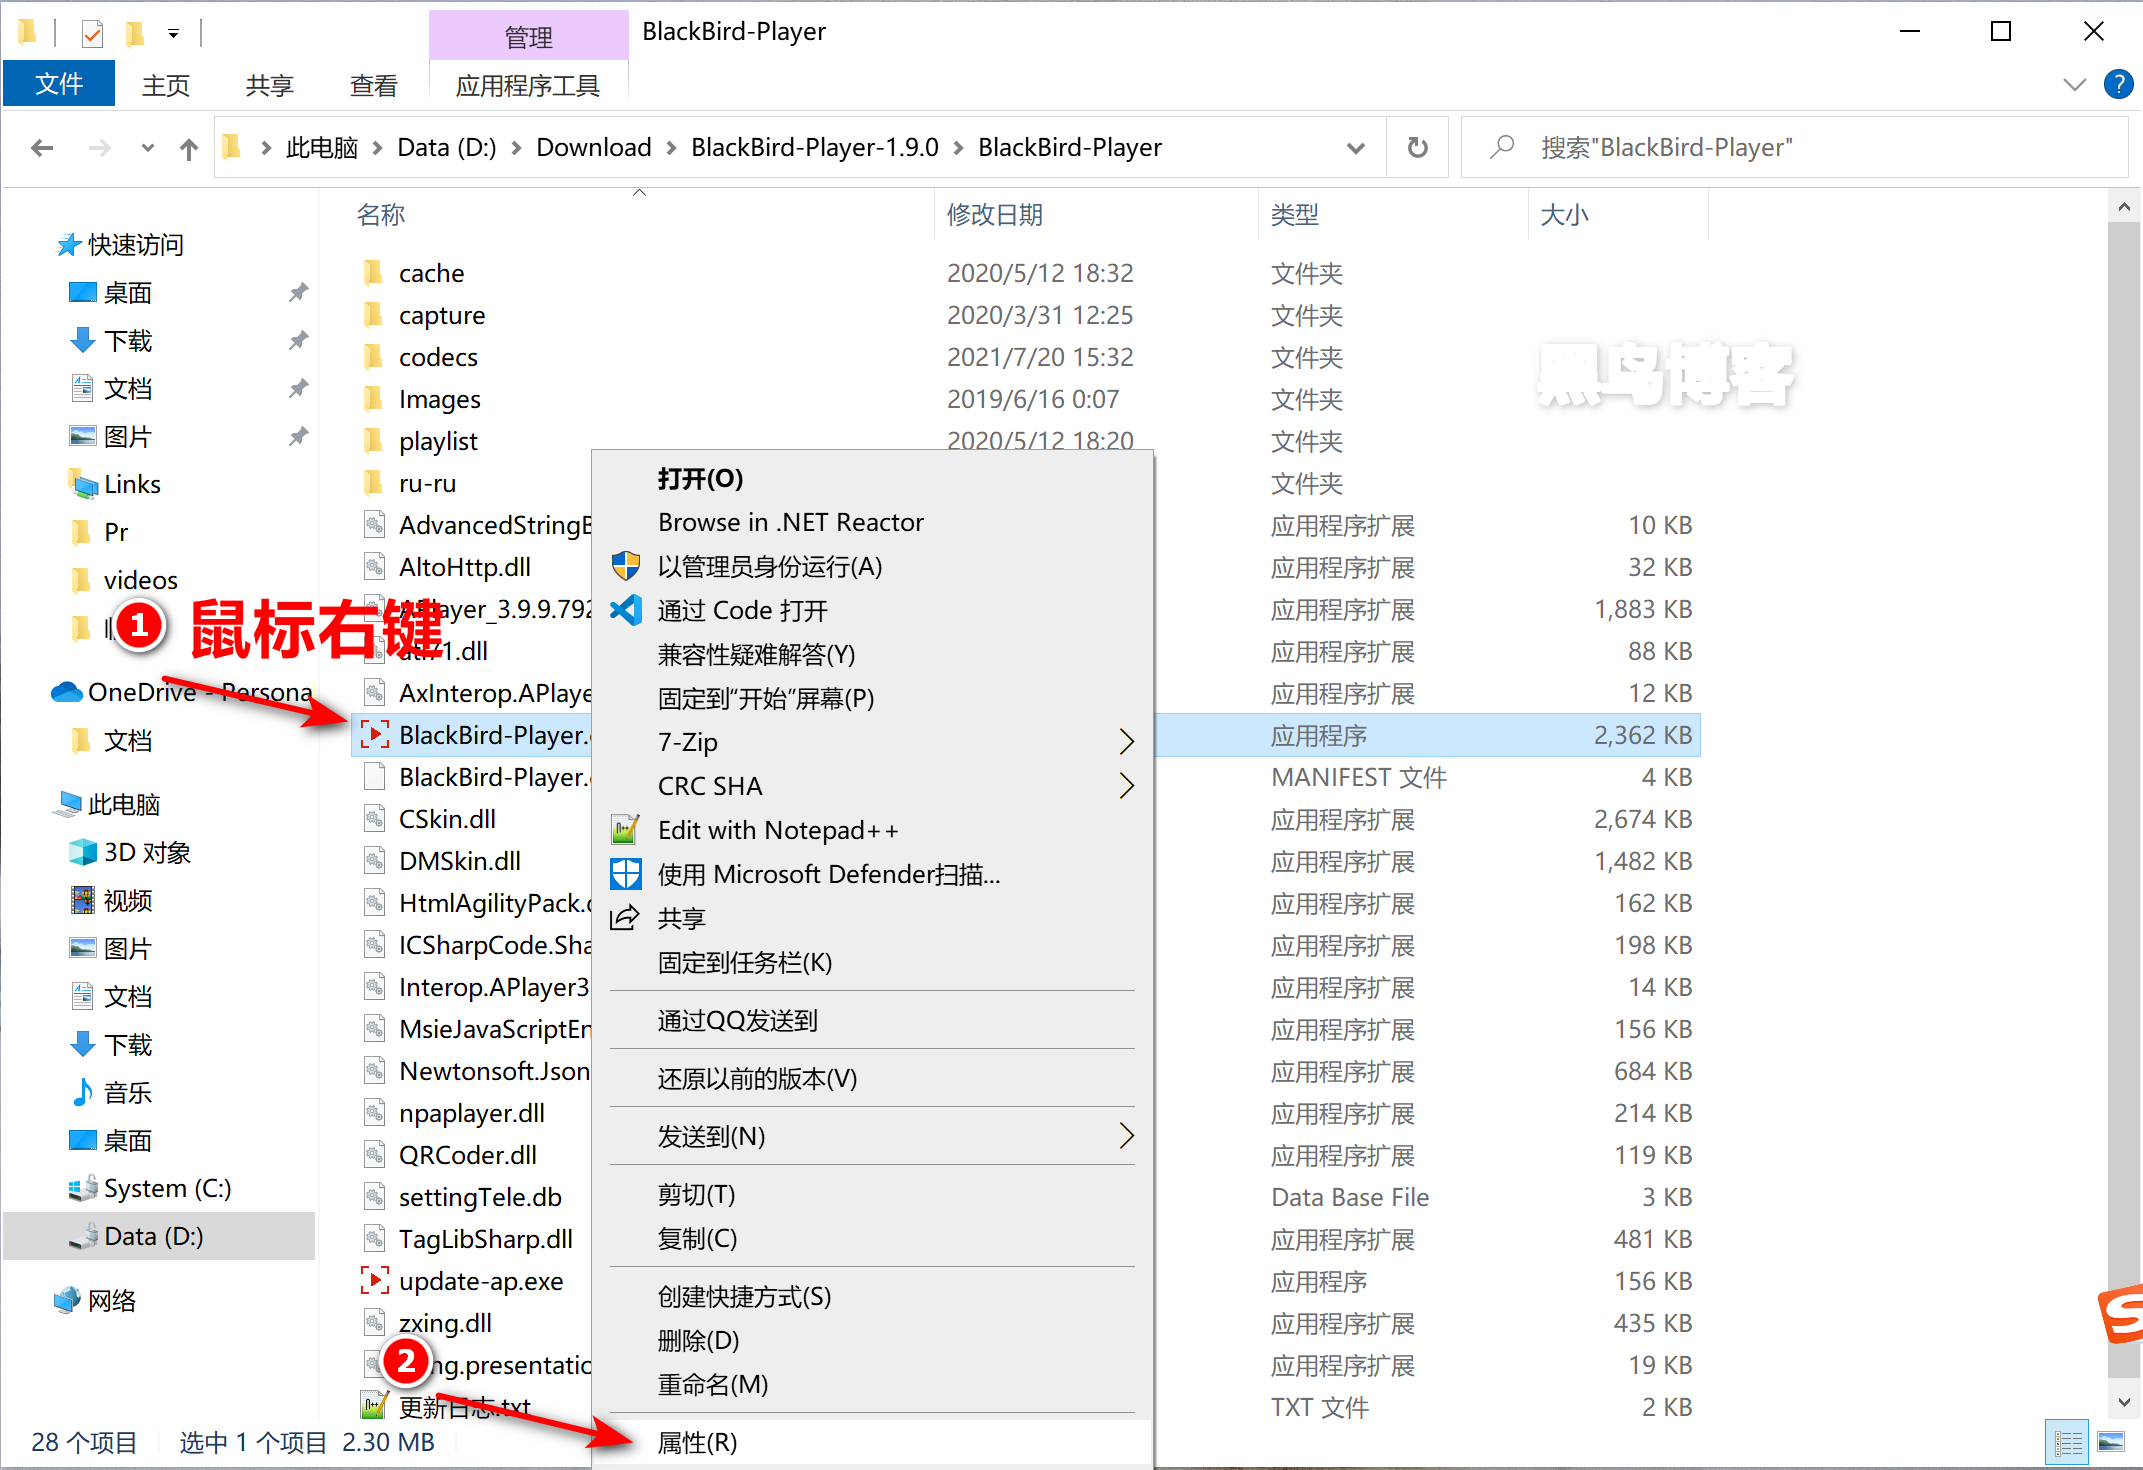 管理
BlackBird-Player
文件
主页
共享
查看
应用程序工具
此电脑 Data (D:) Download BlackBird-Player-1.9.0 BlackBird-Player
搜索"BlackBird-Player"
名称 修改日期 类型 大小
快速访问
桌面
下载
文档
图片
Links
Pr
videos
OneDrive - Persona
文档
此电脑
3D 对象
视频
图片
文档
下载
音乐
桌面
System (C:)
Data (D:)
网络
cache 2020/5/12 18:32 文件夹
capture 2020/3/31 12:25 文件夹
codecs 2021/7/20 15:32 文件夹
Images 2019/6/16 0:07 文件夹
playlist 2020/5/12 18:20 文件夹
ru-ru 文件夹
AdvancedStringB 应用程序扩展 10 KB
AltoHttp.dll 应用程序扩展 32 KB
APlayer_3.9.9.792 应用程序扩展 1,883 KB
atl71.dll 应用程序扩展 88 KB
AxInterop.APlaye 应用程序扩展 12 KB
BlackBird-Player. 应用程序 2,362 KB
BlackBird-Player. MANIFEST 文件 4 KB
CSkin.dll 应用程序扩展 2,674 KB
DMSkin.dll 应用程序扩展 1,482 KB
HtmlAgilityPack. 应用程序扩展 162 KB
ICSharpCode.Sha 应用程序扩展 198 KB
Interop.APlayer3 应用程序扩展 14 KB
MsieJavaScriptEn 应用程序扩展 156 KB
Newtonsoft.Json 应用程序扩展 684 KB
npaplayer.dll 应用程序扩展 214 KB
QRCoder.dll 应用程序扩展 119 KB
settingTele.db Data Base File 3 KB
TagLibSharp.dll 应用程序扩展 481 KB
update-ap.exe 应用程序 156 KB
zxing.dll 应用程序扩展 435 KB
ng.presentatio 应用程序扩展 19 KB
更新日志.txt TXT 文件 2 KB
黑鸟博客
1 鼠标右键
打开(O)
Browse in .NET Reactor
以管理员身份运行(A)
通过 Code 打开
兼容性疑难解答(Y)
固定到“开始”屏幕(P)
7-Zip
CRC SHA
Edit with Notepad++
使用 Microsoft Defender扫描...
共享
固定到任务栏(K)
通过QQ发送到
还原以前的版本(V)
发送到(N)
剪切(T)
复制(C)
创建快捷方式(S)
删除(D)
重命名(M)
属性(R)
2
28 个项目 选中 1 个项目 2.30 MB